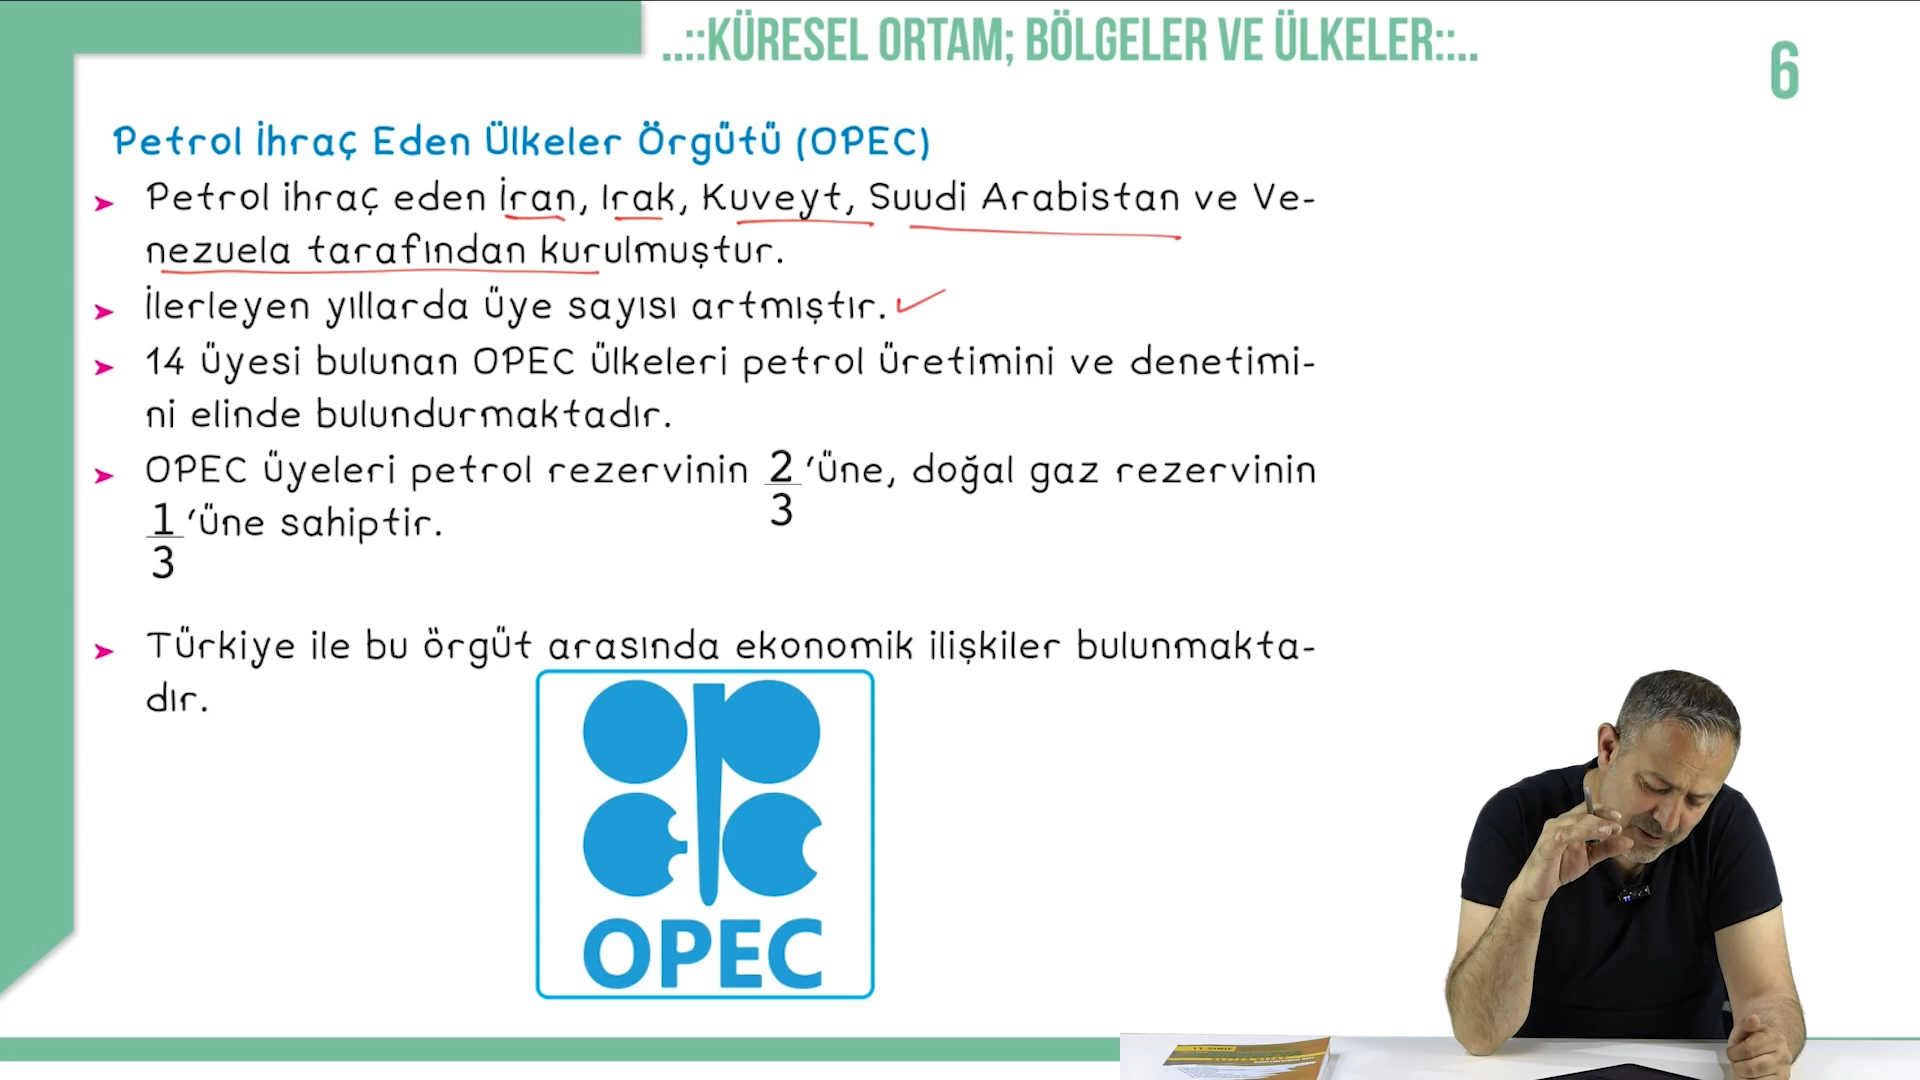 ..::KÜRESEL ORTAM; BÖLGELER VE ÜLKELER::..
6
Petrol İhraç Eden Ülkeler Örgütü (OPEC)
➤ Petrol ihraç eden İran, Irak, Kuveyt, Suudi Arabistan ve Ve-
nezuela tarafından kurulmuştur.
➤ İlerleyen yıllarda üye sayısı artmıştır.
➤ 14 üyesi bulunan OPEC ülkeleri petrol üretimini ve denetimi-
ni elinde bulundurmaktadır.
➤ OPEC üyeleri petrol rezervinin 2/3 'üne, doğal gaz rezervinin
1/3 'üne sahiptir.
➤ Türkiye ile bu örgüt arasında ekonomik ilişkiler bulunmakta-
dır.
OPEC
11. SINIF